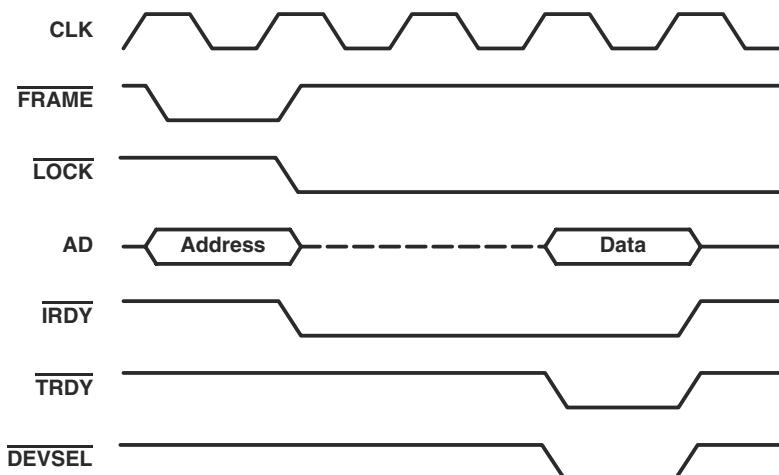 CLK
FRAME
LOCK
AD Address Data
IRDY
TRDY
DEVSEL